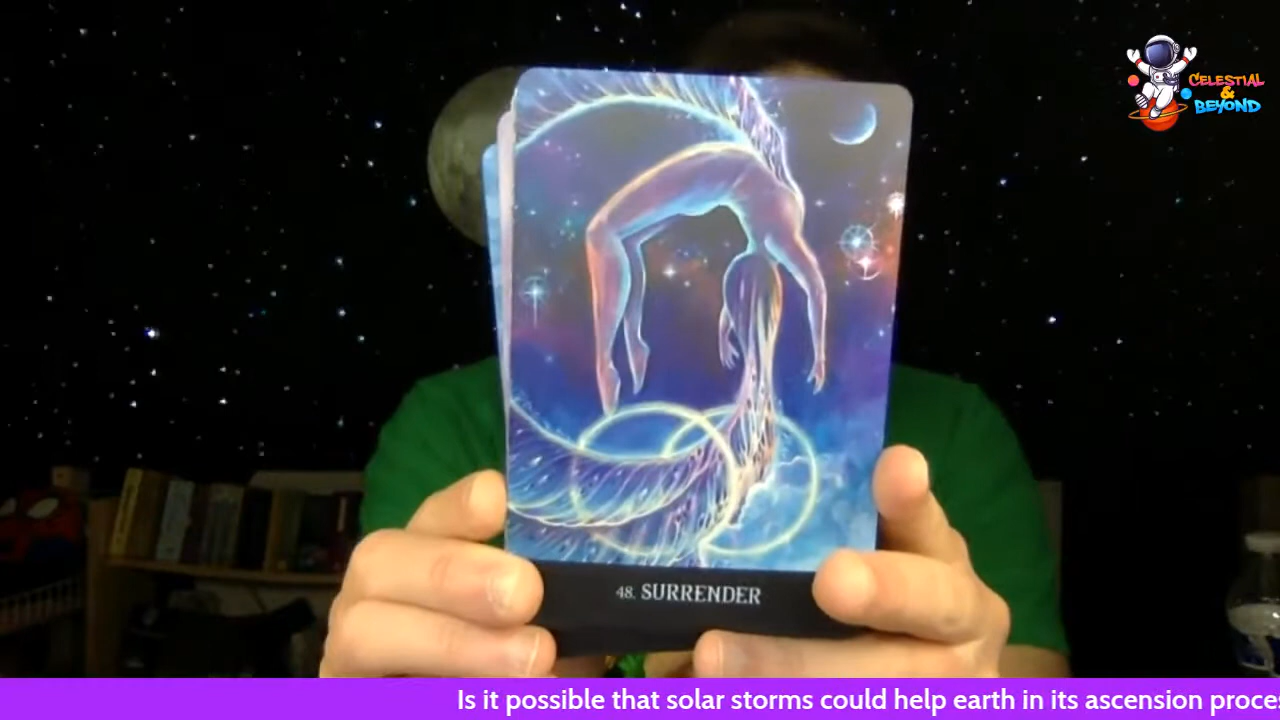 CELESTIAL
&
BEYOND
48. SURRENDER
Is it possible that solar storms could help earth in its ascension proce